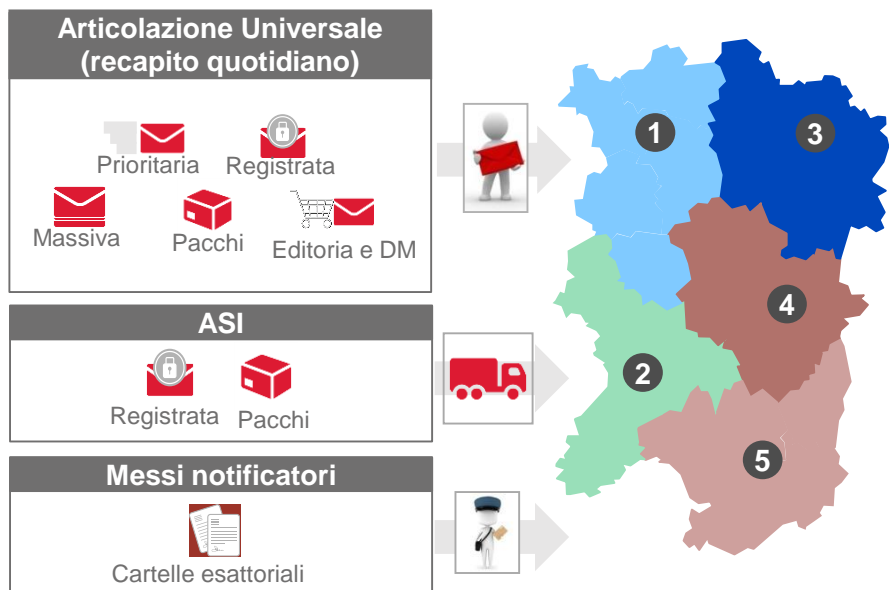 Articolazione Universale
(recapito quotidiano)
Prioritaria
Registrata
Massiva
Pacchi
Editoria e DM
ASI
Registrata
Pacchi
Messi notificatori
Cartelle esattoriali
1
3
4
2
5